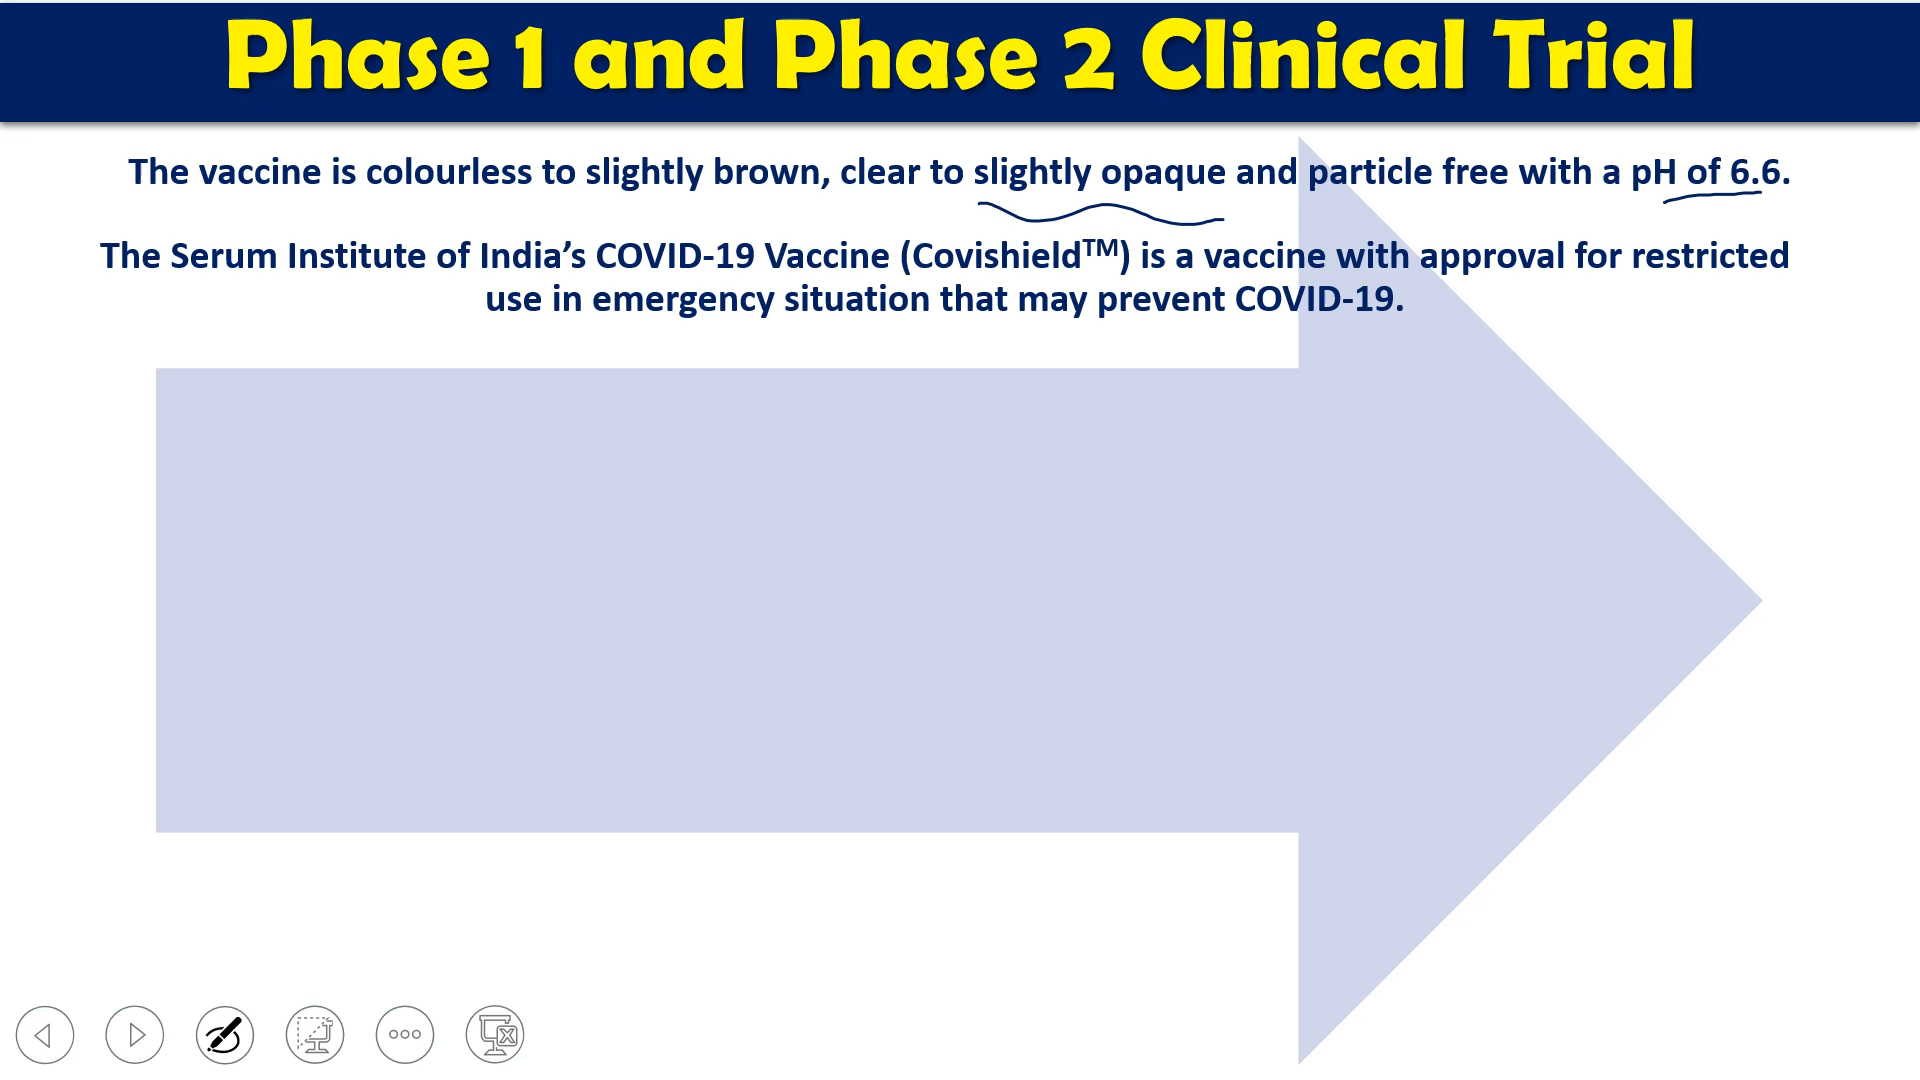 Phase 1 and Phase 2 Clinical Trial
The vaccine is colourless to slightly brown, clear to slightly opaque and particle free with a pH of 6.6.
The Serum Institute of India’s COVID-19 Vaccine (Covishield™) is a vaccine with approval for restricted
use in emergency situation that may prevent COVID-19.